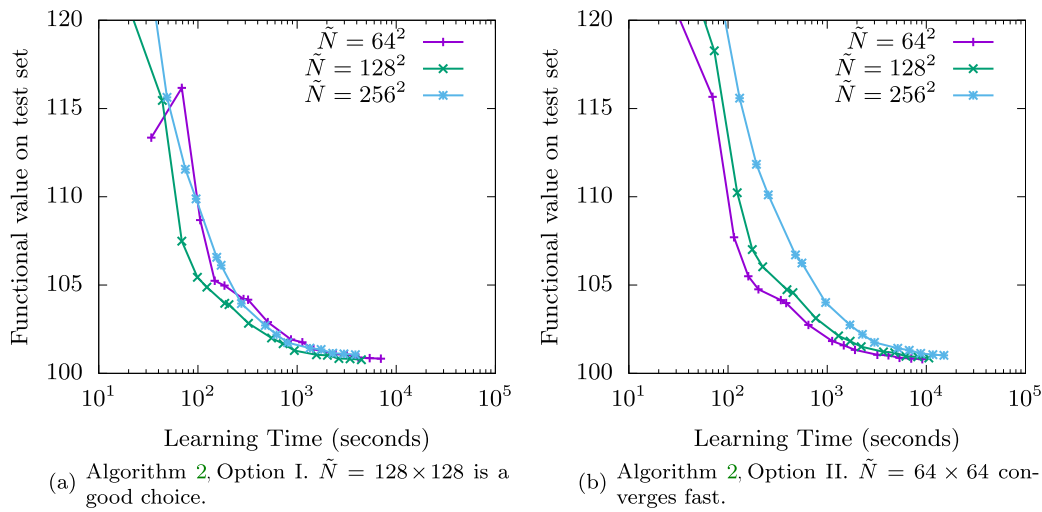 120
115
110
105
100
10^1
10^2
10^3
10^4
10^5
Functional value on test set
Learning Time (seconds)
Ñ = 64^2
Ñ = 128^2
Ñ = 256^2
(a) Algorithm 2, Option I. Ñ = 128 × 128 is a
good choice.
120
115
110
105
100
10^1
10^2
10^3
10^4
10^5
Functional value on test set
Learning Time (seconds)
Ñ = 64^2
Ñ = 128^2
Ñ = 256^2
(b) Algorithm 2, Option II. Ñ = 64 × 64 con-
verges fast.